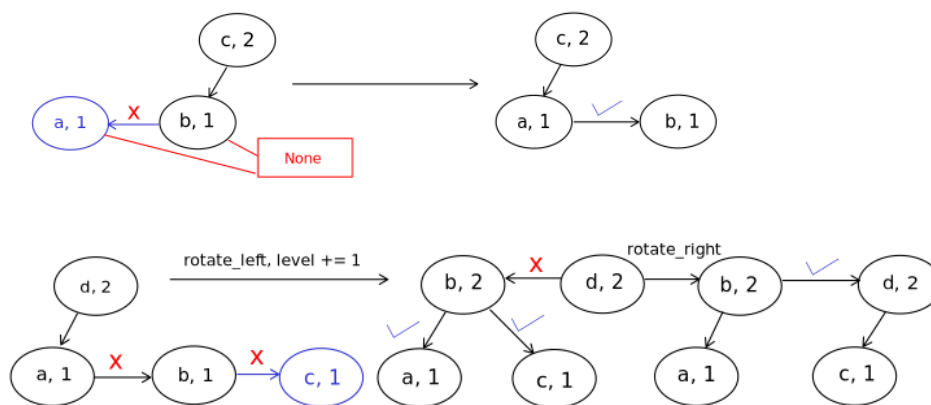 c, 2
c, 2
a, 1
X
b, 1
a, 1
b, 1
None
rotate_left, level += 1
rotate_right
d, 2
b, 2
X
d, 2
b, 2
d, 2
a, 1
X
b, 1
X
c, 1
a, 1
c, 1
a, 1
c, 1